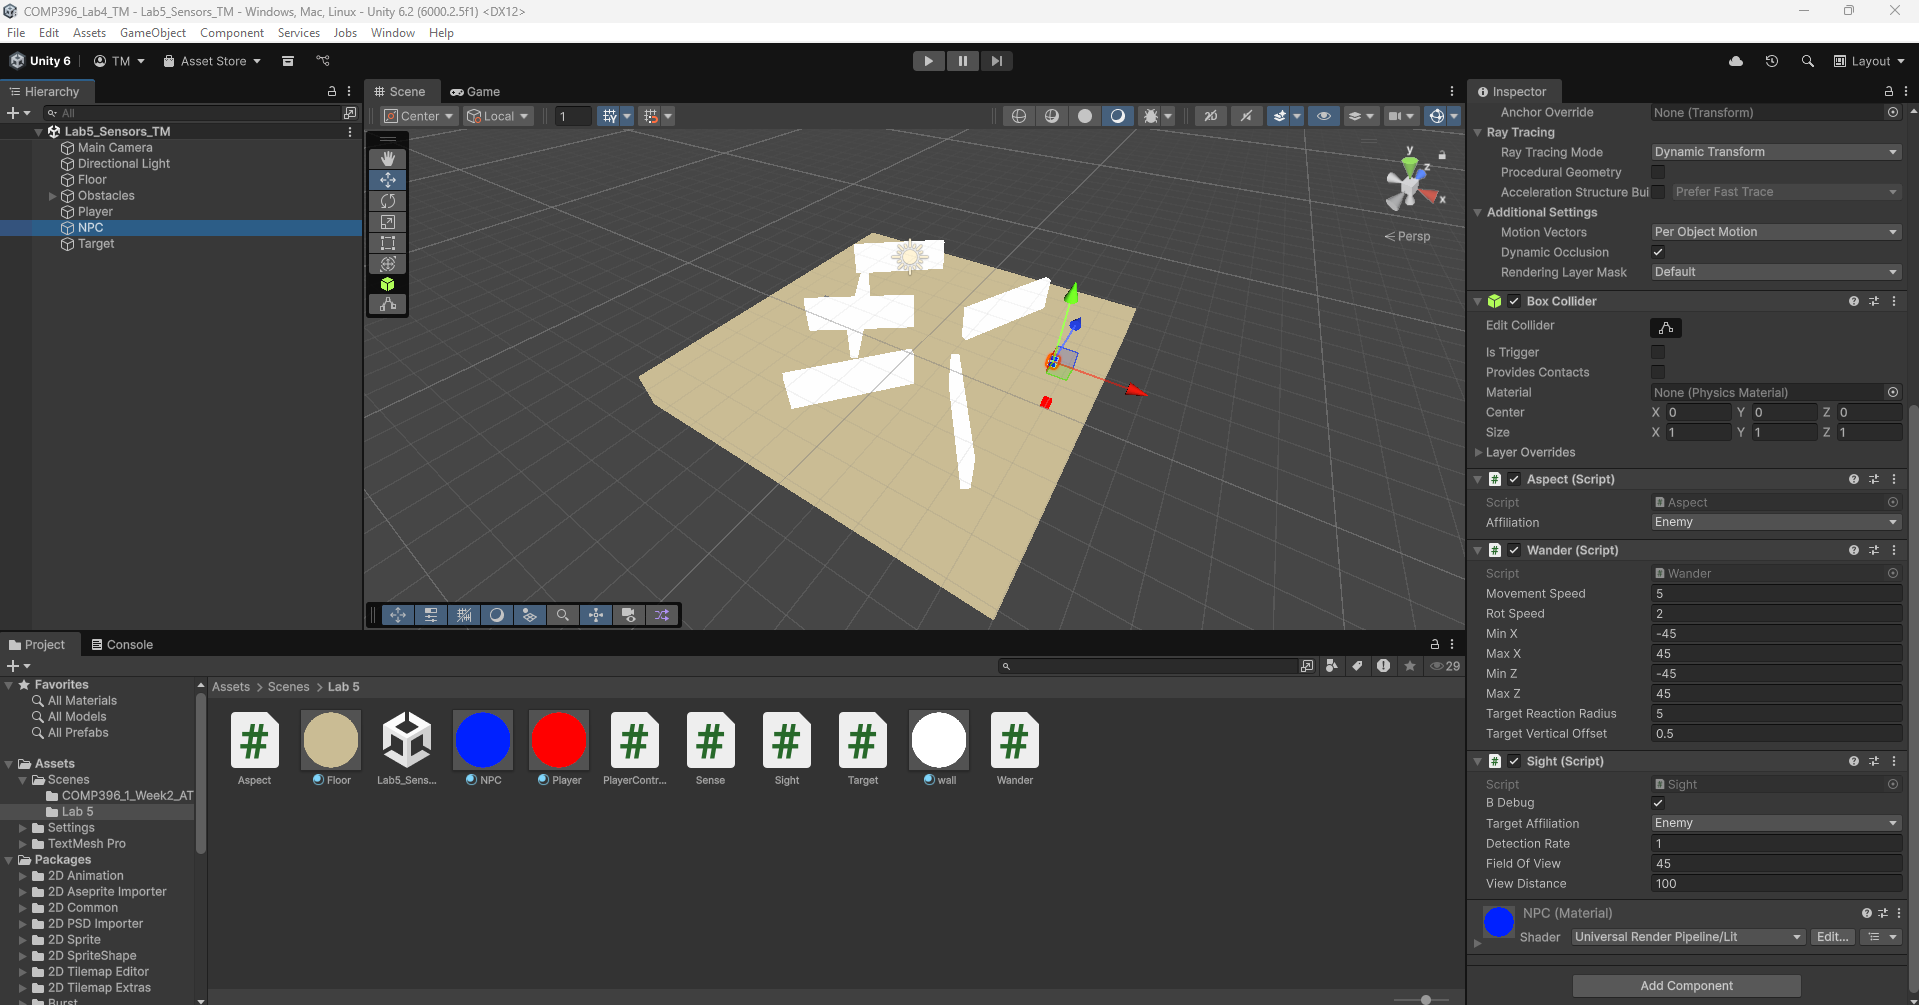 COMP396_Lab4_TM - Lab5_Sensors_TM - Windows, Mac, Linux - Unity 6.2 (6000.2.5f1) <DX12>
File Edit Assets GameObject Component Services Jobs Window Help
Unity 6 TM Asset Store Layout
Hierarchy
All
Lab5_Sensors_TM
Main Camera
Directional Light
Floor
Obstacles
Player
NPC
Target
Scene Game
Center Local 1 2D
y
z
x
Persp
Inspector
Anchor Override None (Transform)
Ray Tracing
Ray Tracing Mode Dynamic Transform
Procedural Geometry
Acceleration Structure Bui Prefer Fast Trace
Additional Settings
Motion Vectors Per Object Motion
Dynamic Occlusion
Rendering Layer Mask Default
Box Collider
Edit Collider
Is Trigger
Provides Contacts
Material None (Physics Material)
Center X 0 Y 0 Z 0
Size X 1 Y 1 Z 1
Layer Overrides
Aspect (Script)
Script Aspect
Affiliation Enemy
Wander (Script)
Script Wander
Movement Speed 5
Rot Speed 2
Min X -45
Max X 45
Min Z -45
Max Z 45
Target Reaction Radius 5
Target Vertical Offset 0.5
Sight (Script)
Script Sight
B Debug
Target Affiliation Enemy
Detection Rate 1
Field Of View 45
View Distance 100
NPC (Material)
Shader Universal Render Pipeline/Lit Edit...
Add Component
Project Console
29
Favorites
All Materials
All Models
All Prefabs
Assets
Scenes
COMP396_1_Week2_AT
Lab 5
Settings
TextMesh Pro
Packages
2D Animation
2D Aseprite Importer
2D Common
2D PSD Importer
2D Sprite
2D SpriteShape
2D Tilemap Editor
2D Tilemap Extras
Burst
Assets > Scenes > Lab 5
Aspect Floor Lab5_Sens... NPC Player PlayerContr... Sense Sight Target wall Wander